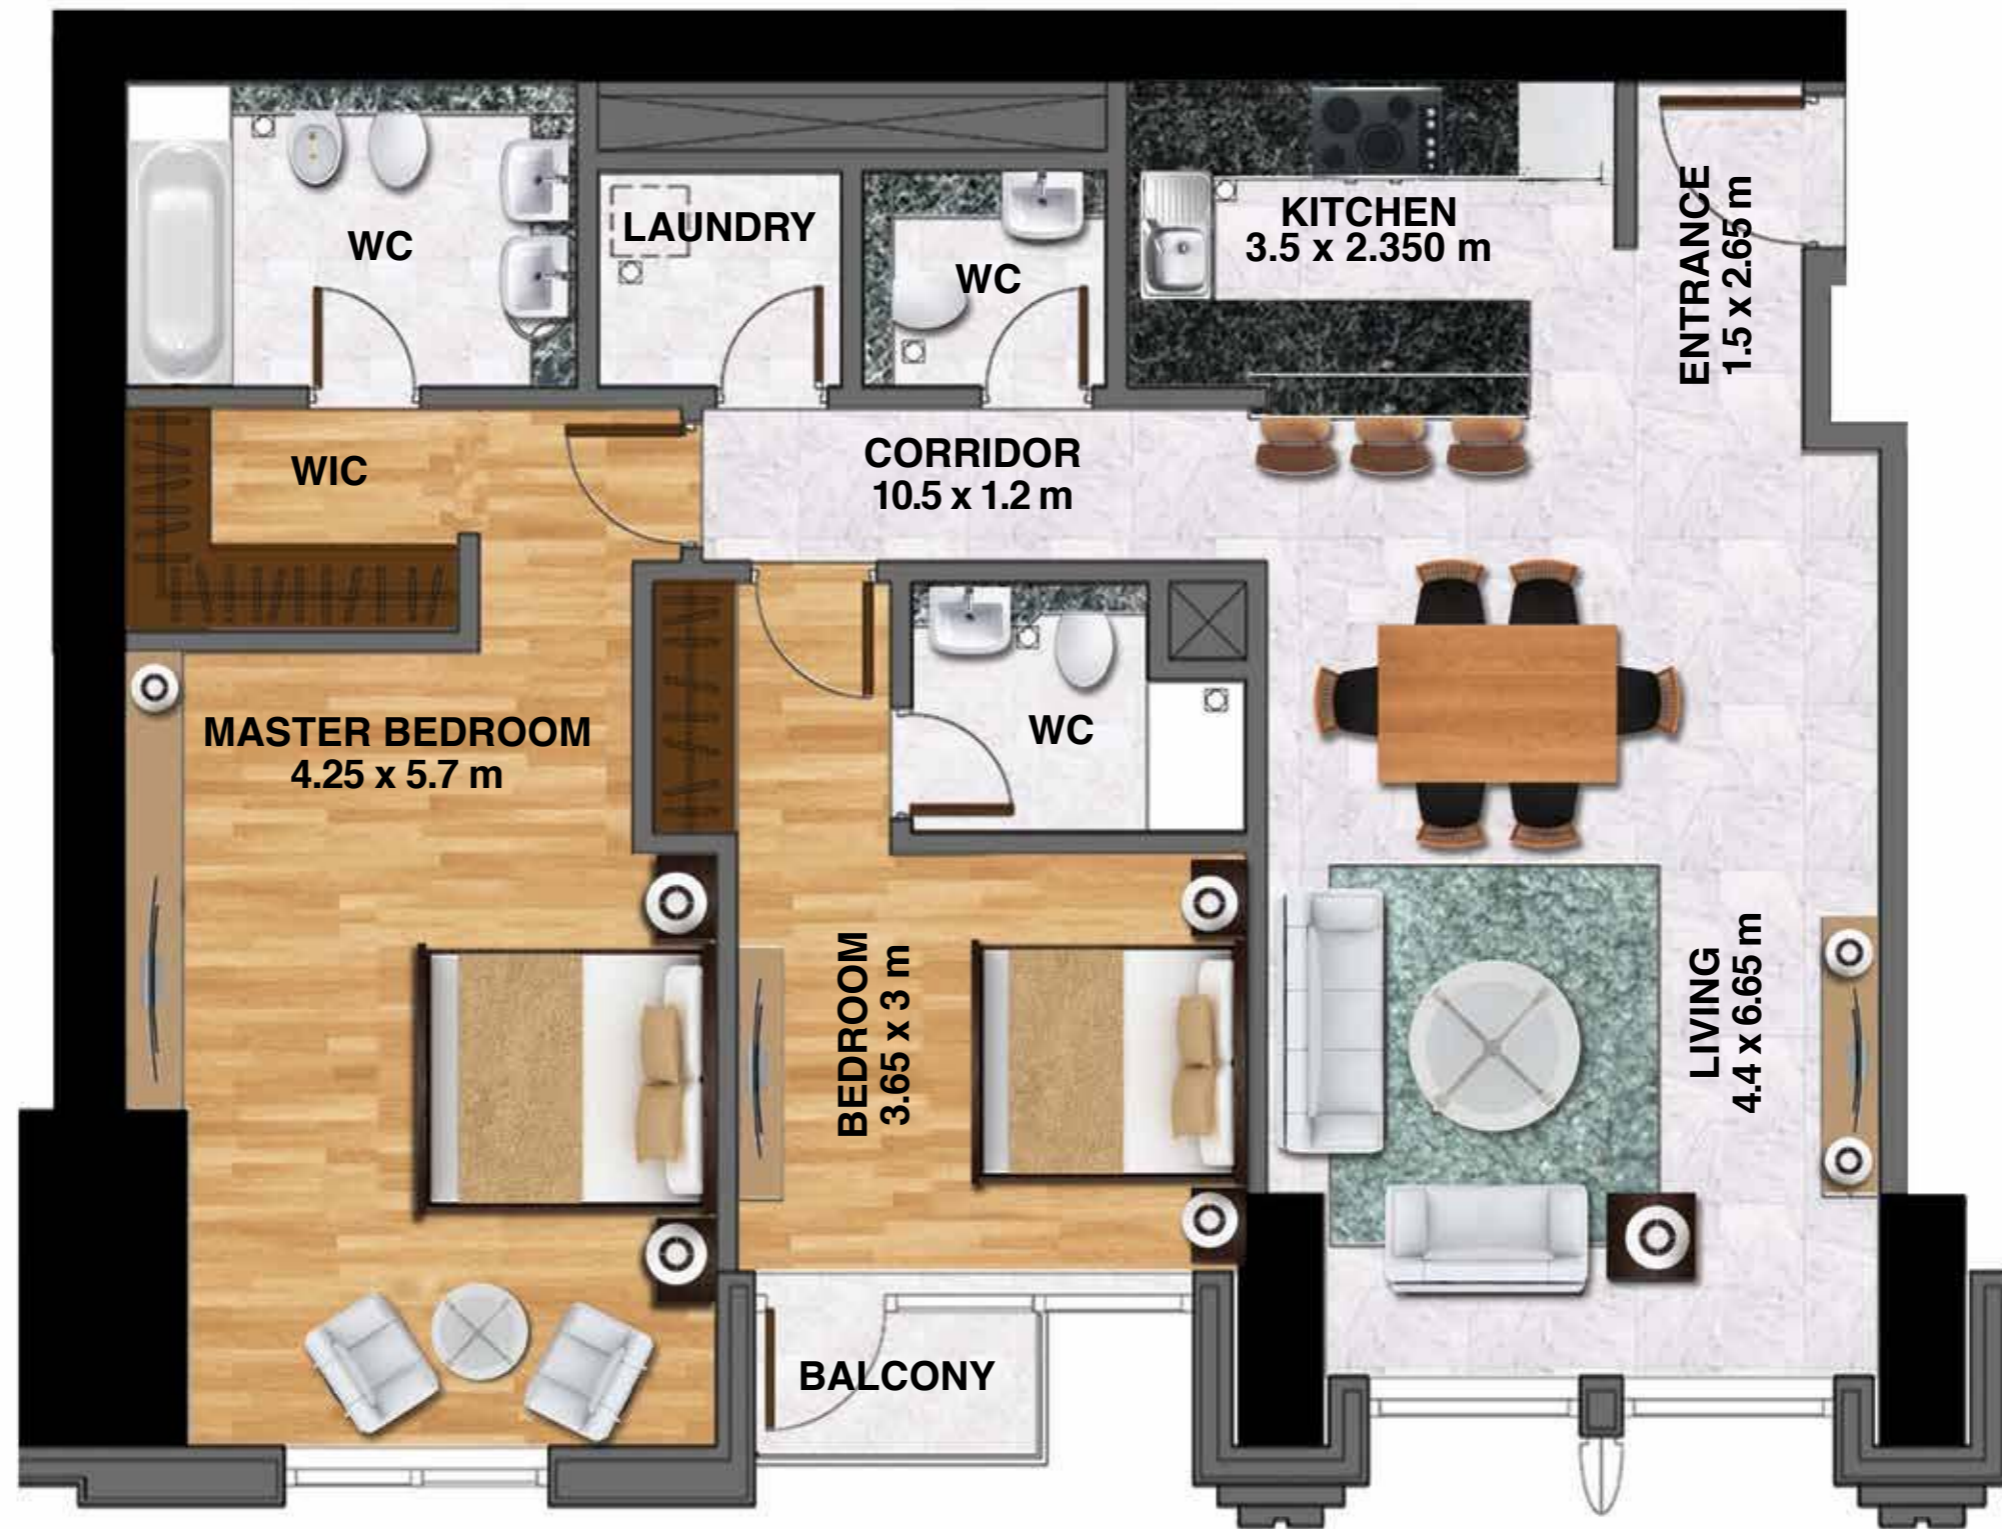 WC
LAUNDRY
WC
KITCHEN
3.5 x 2.350 m
ENTRANCE
1.5 x 2.65 m
WIC
CORRIDOR
10.5 x 1.2 m
MASTER BEDROOM
4.25 x 5.7 m
WC
BEDROOM
3.65 x 3 m
LIVING
4.4 x 6.65 m
BALCONY